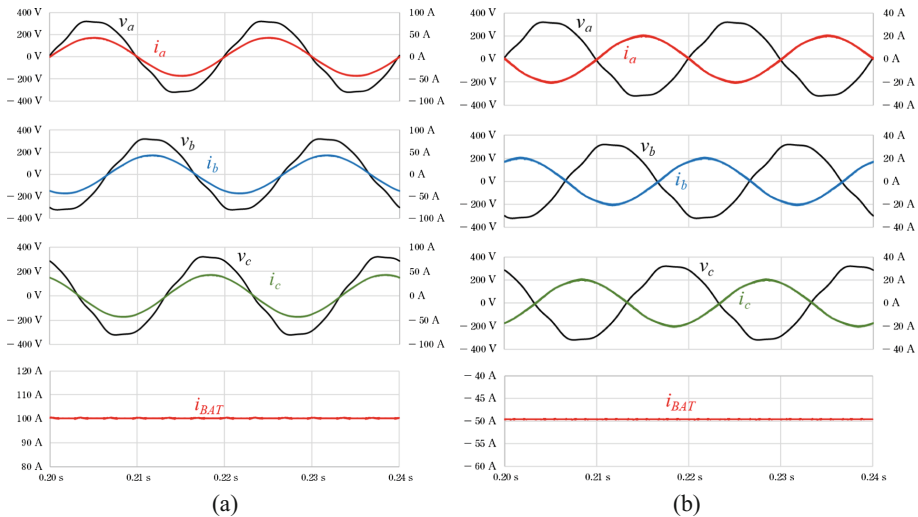 400 V 100 A
200 V 50 A
0 V 0 A
− 200 V − 50 A
− 400 V − 100 A
v_a
i_a
400 V 100 A
200 V 50 A
0 V 0 A
− 200 V − 50 A
− 400 V − 100 A
v_b
i_b
400 V 100 A
200 V 50 A
0 V 0 A
− 200 V − 50 A
− 400 V − 100 A
v_c
i_c
120 A
110 A
100 A
90 A
80 A
i_BAT
0.20 s 0.21 s 0.22 s 0.23 s 0.24 s
(a)
400 V 40 A
200 V 20 A
0 V 0 A
− 200 V − 20 A
− 400 V − 40 A
v_a
i_a
400 V 40 A
200 V 20 A
0 V 0 A
− 200 V − 20 A
− 400 V − 40 A
v_b
i_b
400 V 40 A
200 V 20 A
0 V 0 A
− 200 V − 20 A
− 400 V − 40 A
v_c
i_c
− 40 A
− 45 A
− 50 A
− 55 A
− 60 A
i_BAT
0.20 s 0.21 s 0.22 s 0.23 s 0.24 s
(b)